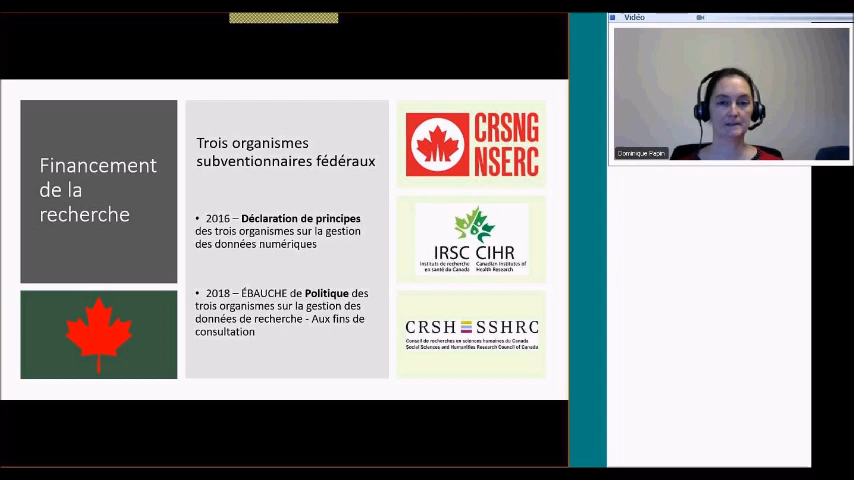 Vidéo
Dominique Papin
Financement
de la
recherche
Trois organismes
subventionnaires fédéraux
• 2016 – Déclaration de principes
des trois organismes sur la gestion
des données numériques
• 2018 – ÉBAUCHE de Politique des
trois organismes sur la gestion des
données de recherche - Aux fins de
consultation
CRSNG
NSERC
IRSC CIHR
Instituts de recherche Canadian Institutes of
en santé du Canada Health Research
CRSH SSHRC
Conseil de recherches en sciences humaines du Canada
Social Sciences and Humanities Research Council of Canada